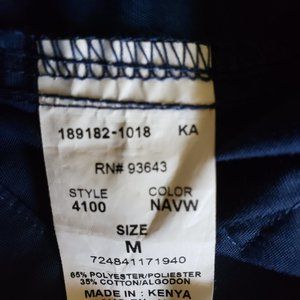 189182-1018 KA
RN# 93643
STYLE COLOR
4100 NAVW
SIZE
M
724841171940
65% POLYESTER/POLIESTER
35% COTTON/ALGODON
MADE IN : KENYA